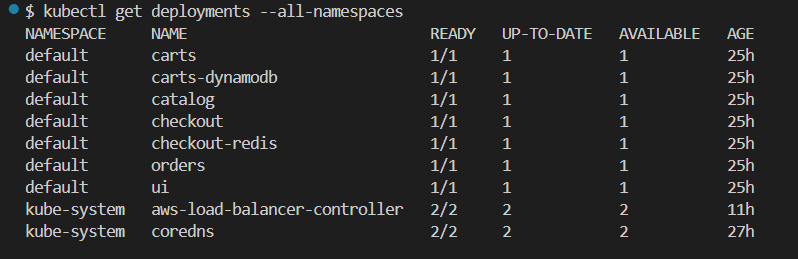 $ kubectl get deployments --all-namespaces
NAMESPACE     NAME                           READY   UP-TO-DATE   AVAILABLE   AGE
default       carts                          1/1     1            1           25h
default       carts-dynamodb                 1/1     1            1           25h
default       catalog                        1/1     1            1           25h
default       checkout                       1/1     1            1           25h
default       checkout-redis                 1/1     1            1           25h
default       orders                         1/1     1            1           25h
default       ui                             1/1     1            1           25h
kube-system   aws-load-balancer-controller   2/2     2            2           11h
kube-system   coredns                        2/2     2            2           27h